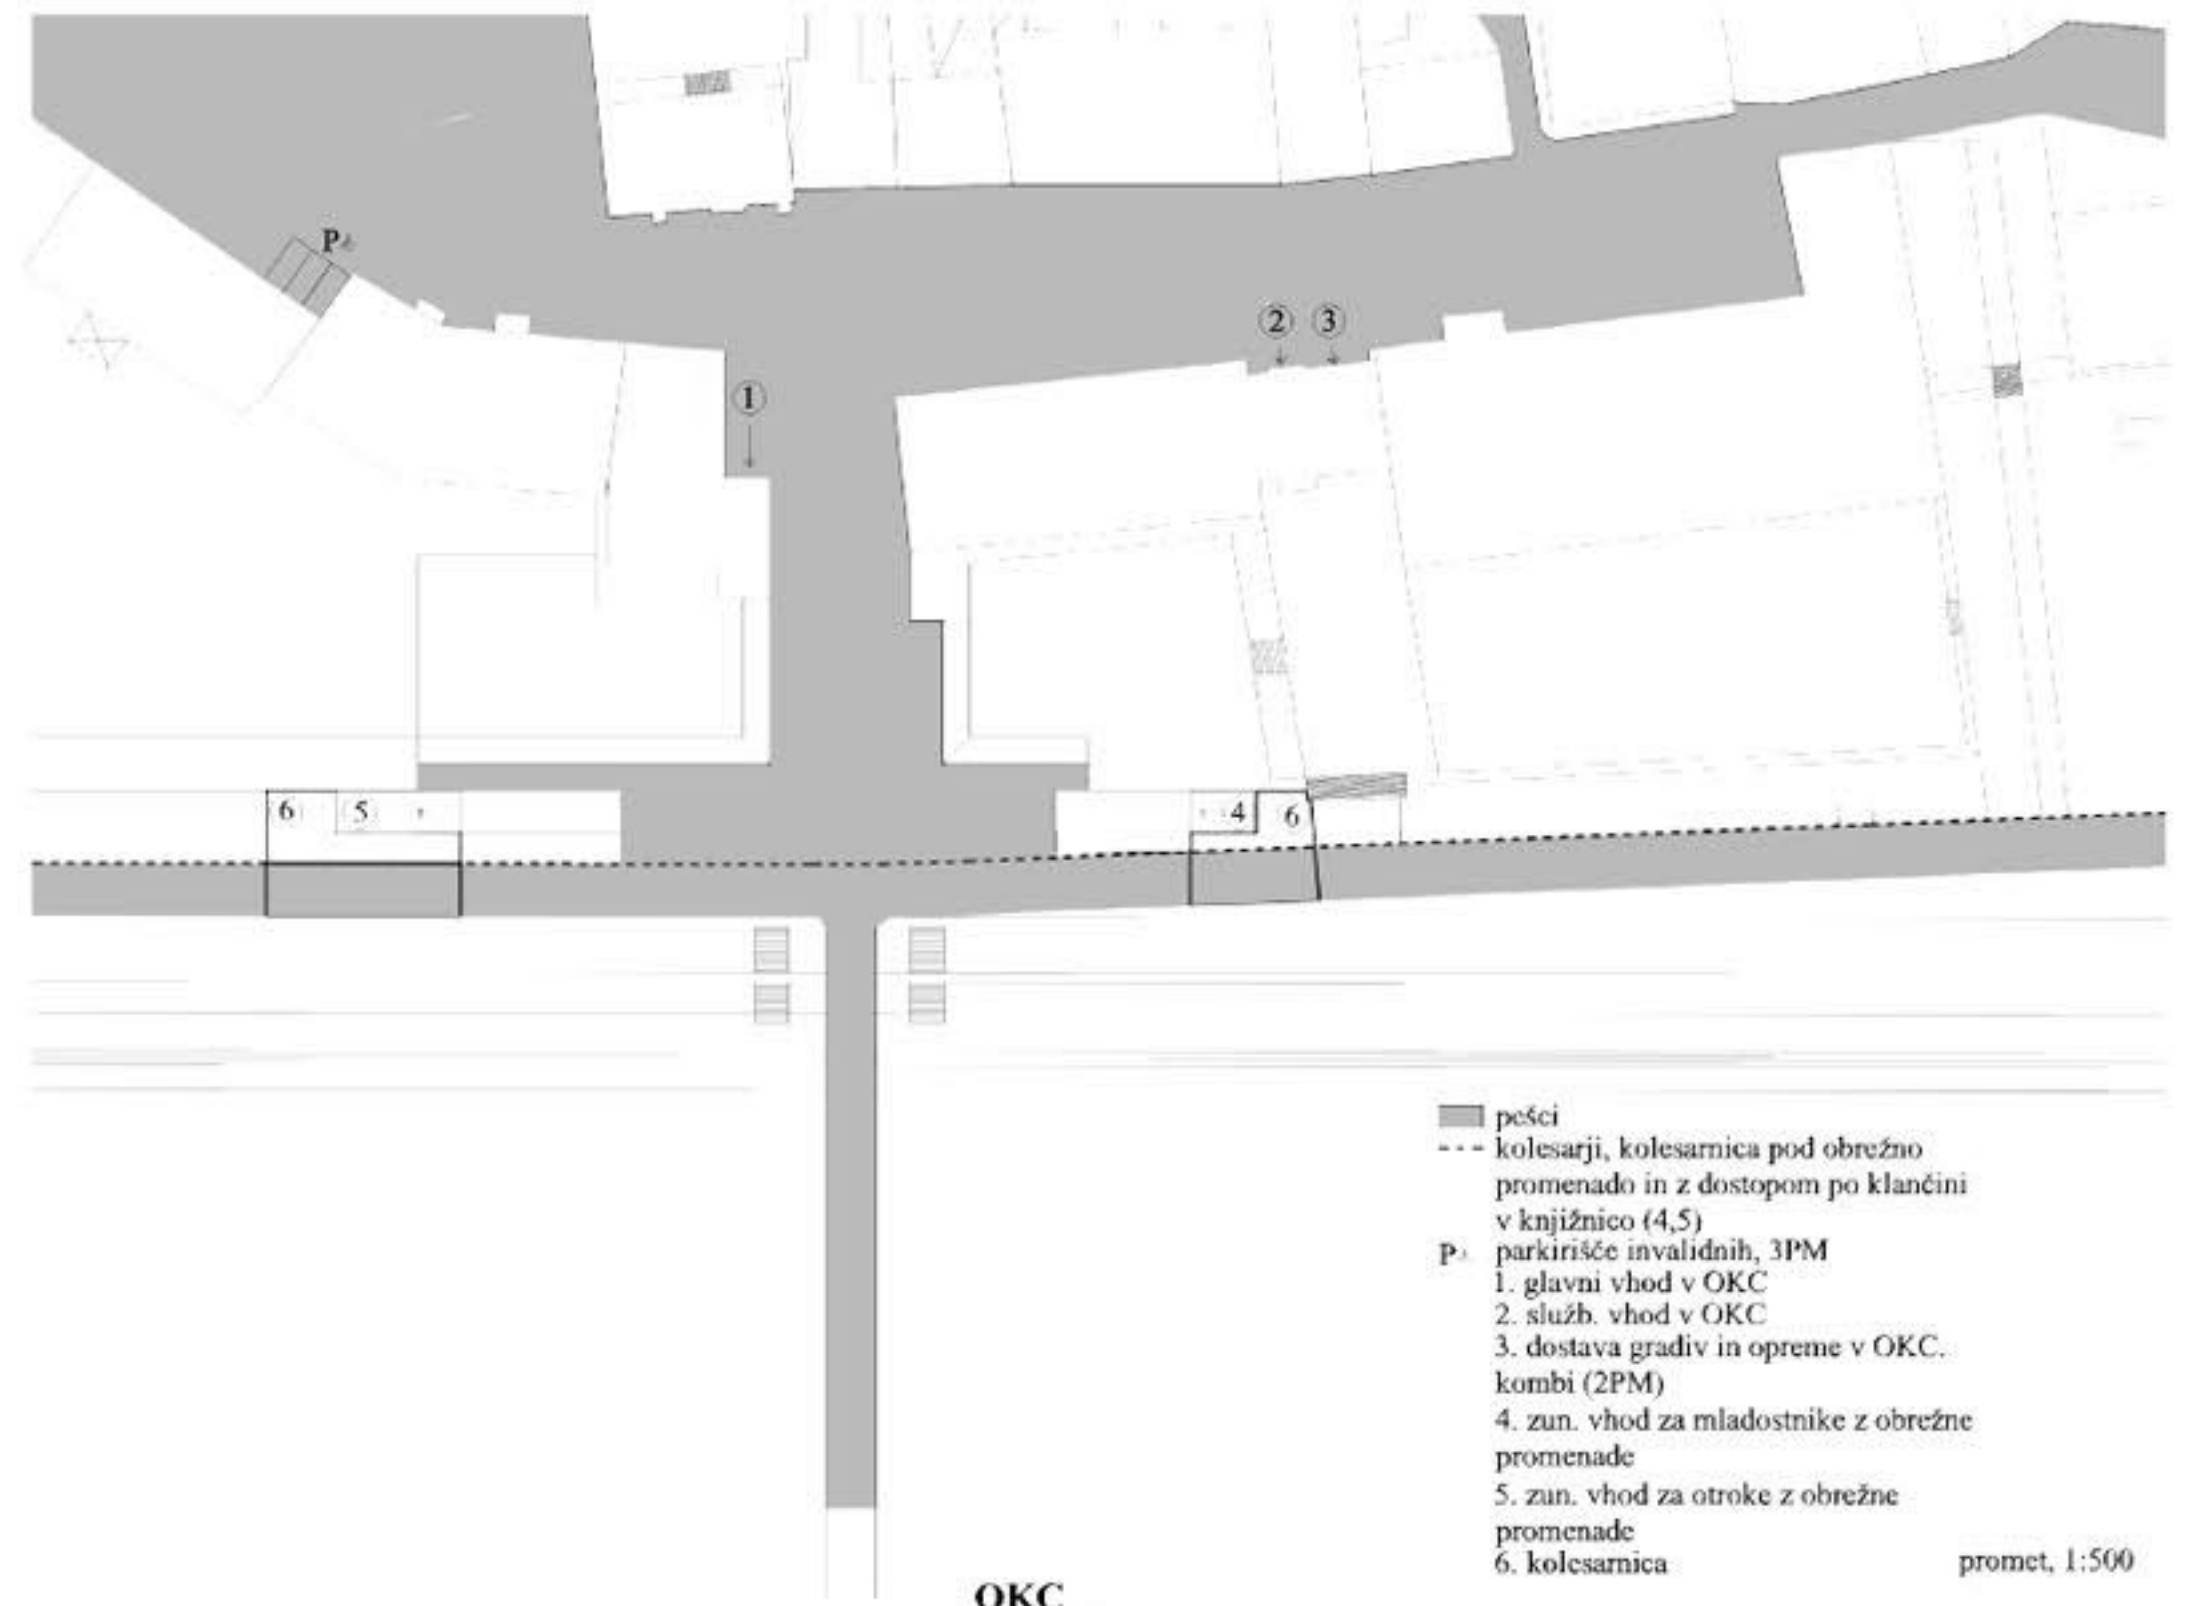 P
2 3
1
6 5 4 6
pešci
kolesarji, kolesarnica pod obrežno
promenado in z dostopom po klančini
v knjižnico (4,5)
P parkirišče invalidnih, 3PM
1. glavni vhod v OKC
2. služb. vhod v OKC
3. dostava gradiv in opreme v OKC.
kombi (2PM)
4. zun. vhod za mladostnike z obrežne
promenade
5. zun. vhod za otroke z obrežne
promenade
6. kolesarnica
promet, 1:500
OKC